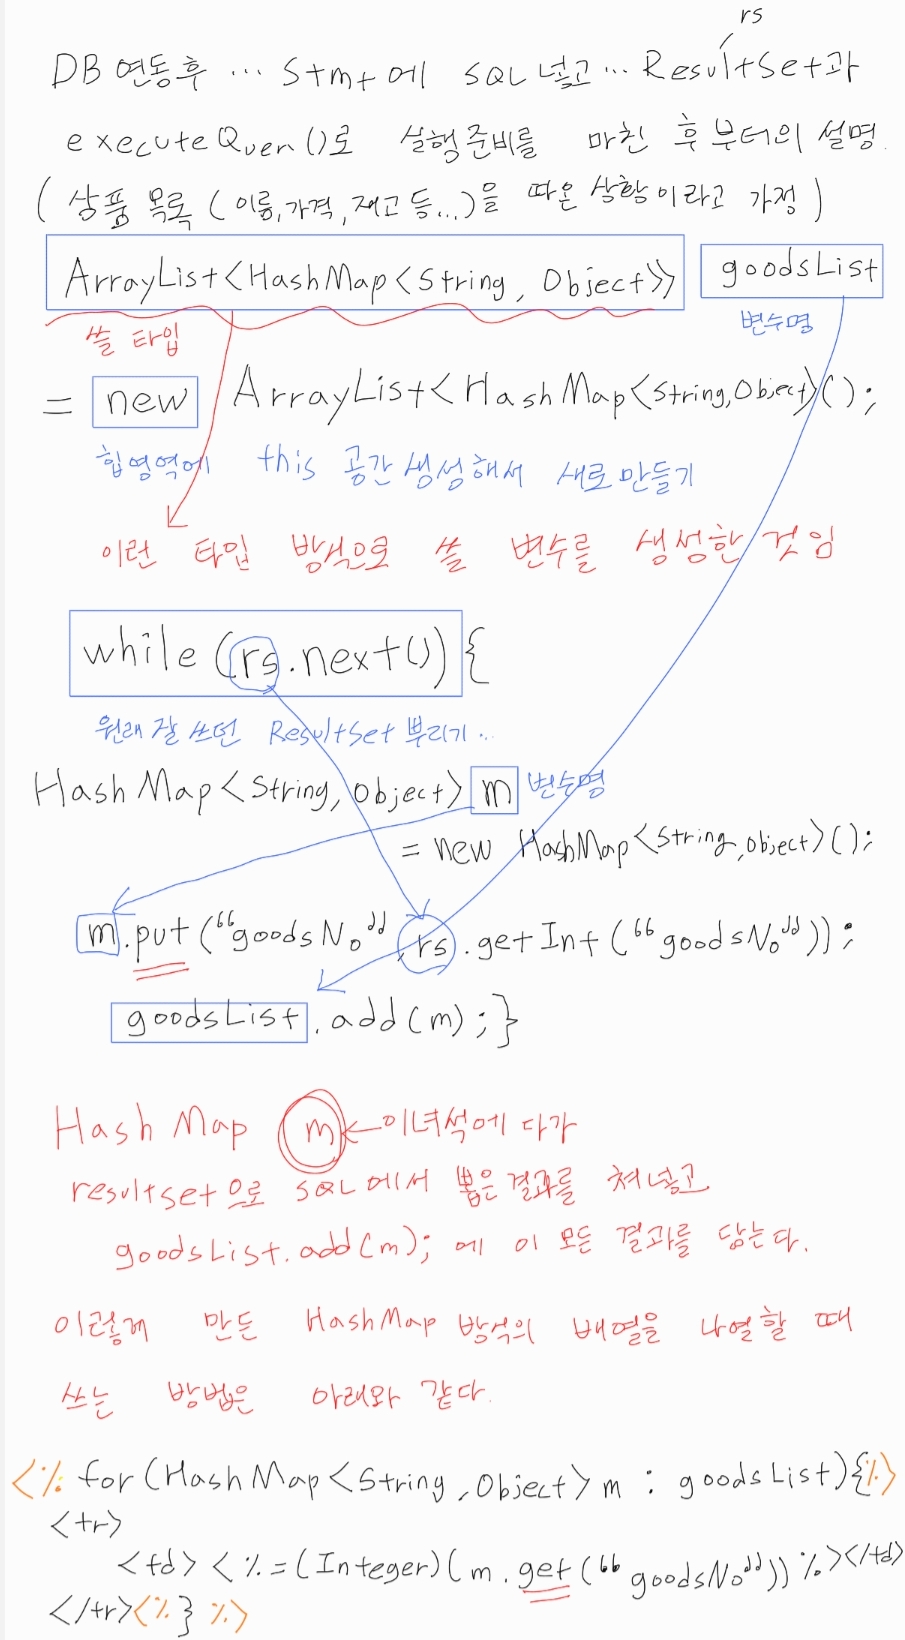 rs
DB 연동후 ... Stmt에 SQL 넣고 ... ResultSet과
executeQuer()로 실행준비를 마친 후 부터의 설명.
(상품 목록 (이름,가격,재고 등...)을 따온 상황이라고 가정)
ArrayList<HashMap<String, Object>> goodsList
쓸 타입 변수명
= new ArrayList<HashMap<String,Object>();
힙영역에 this 공간생성해서 새로만들기
이런 타입 방식으로 쓸 변수를 생성한 것임
while (rs.next()){
원래 잘 쓰던 ResultSet 뿌리기..
HashMap<String, Object> m 변수명
= new HashMap<String,Object>();
m.put("goodsNo", rs.getInt("goodsNo"));
goodsList.add(m);}
Hash Map m ←이녀석에 다가
resultset으로 SQL에서 뽑은결과를 쳐넣고
goodsList.add(m); 에 이 모든 결과를 담는다.
이렇게 만든 HashMap 방식의 배열을 나열할 때
쓰는 방법은 아래와 같다.
<% for (HashMap<String,Object> m : goodsList){%>
<tr>
<td> <%=(Integer)(m.get("goodsNo"))%></td>
</tr><%}%>